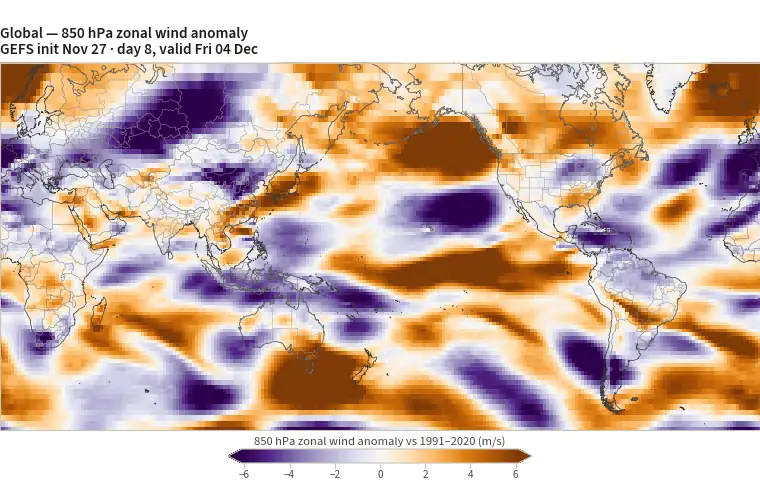 Global — 850 hPa zonal wind anomaly
GEFS init Nov 27 · day 8, valid Fri 04 Dec
850 hPa zonal wind anomaly vs 1991–2020 (m/s)
−6 −4 −2 0 2 4 6